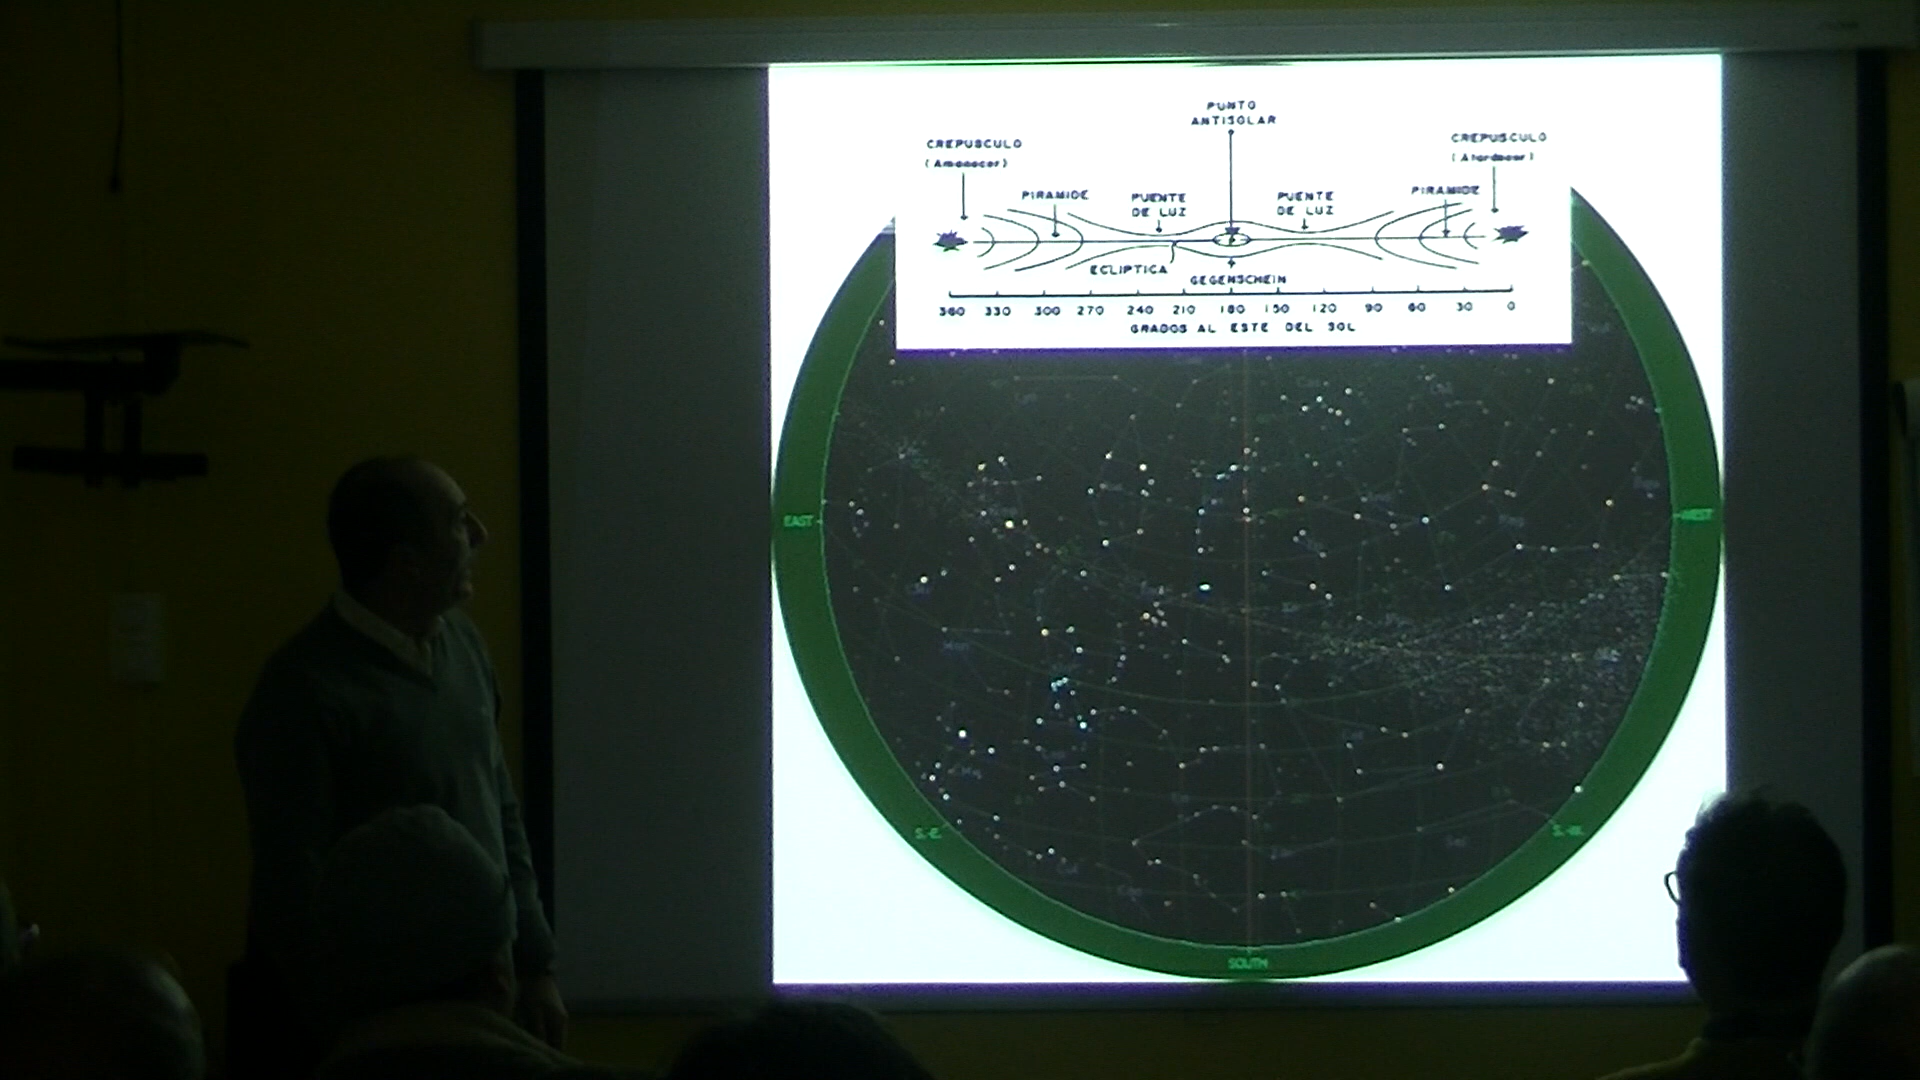 PUNTO
ANTISOLAR
CREPUSCULO
(Amanecer)
CREPUSCULO
(Atardecer)
PIRAMIDE
PUENTE
DE LUZ
PUENTE
DE LUZ
PIRAMIDE
ECLIPTICA
GEGENSCHEIN
360 330 300 270 240 210 180 150 120 90 60 30 0
GRADOS AL ESTE DEL SOL
EAST
WEST
S.-E.
S.-W.
SOUTH